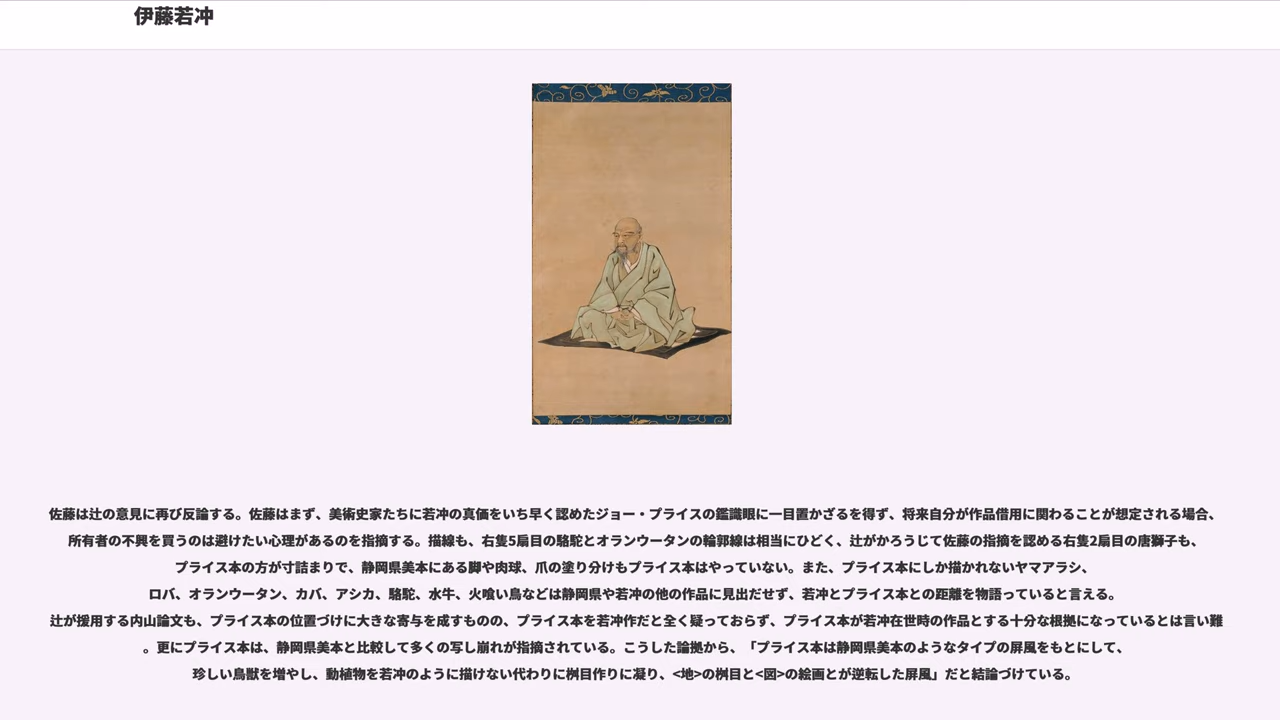 伊藤若冲
佐藤は辻の意見に再び反論する。佐藤はまず、美術史家たちに若冲の真価をいち早く認めたジョー・プライスの鑑識眼に一目置かざるを得ず、将来自分が作品借用に関わることが想定される場合、
所有者の不興を買うのは避けたい心理があるのを指摘する。描線も、右隻5扇目の駱駝とオランウータンの輪郭線は相当にひどく、辻がかろうじて佐藤の指摘を認める右隻2扇目の唐獅子も、
プライス本の方が寸詰まりで、静岡県美本にある脚や肉球、爪の塗り分けもプライス本はやっていない。また、プライス本にしか描かれないヤマアラシ、
ロバ、オランウータン、カバ、アシカ、駱駝、水牛、火喰い鳥などは静岡県や若冲の他の作品に見出だせず、若冲とプライス本との距離を物語っていると言える。
辻が援用する内山論文も、プライス本の位置づけに大きな寄与を成すものの、プライス本を若冲作だと全く疑っておらず、プライス本が若冲在世時の作品とする十分な根拠になっているとは言い難
。更にプライス本は、静岡県美本と比較して多くの写し崩れが指摘されている。こうした論拠から、「プライス本は静岡県美本のようなタイプの屏風をもとにして、
珍しい鳥獣を増やし、動植物を若冲のように描けない代わりに桝目作りに凝り、<地>の桝目と<図>の絵画とが逆転した屏風」だと結論づけている。